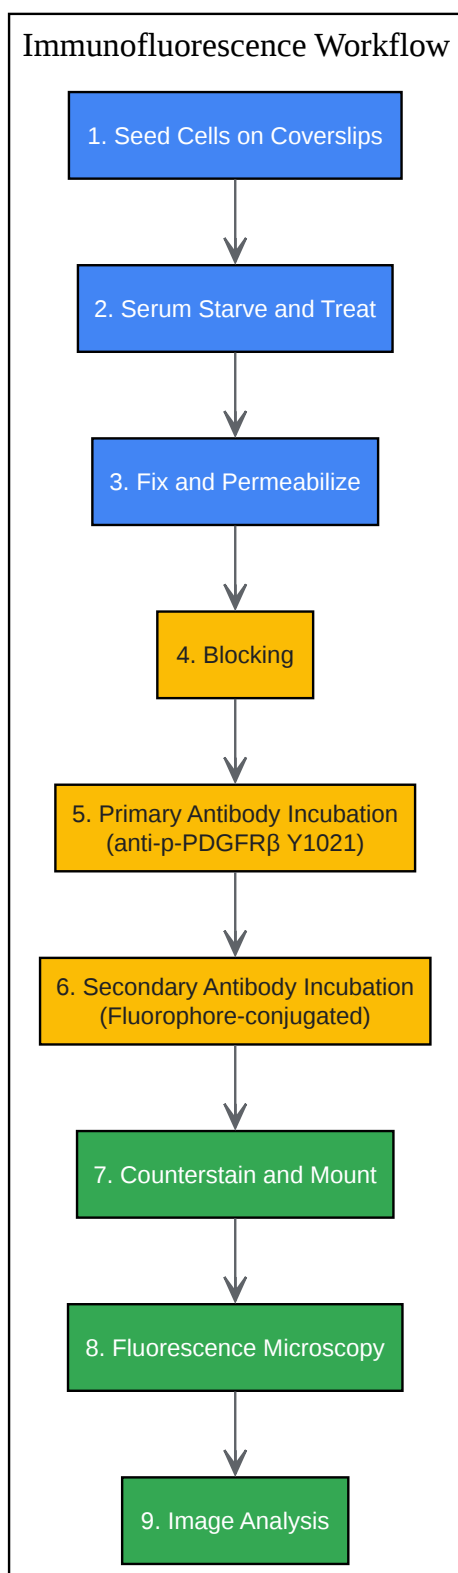 Immunofluorescence Workflow
1. Seed Cells on Coverslips
2. Serum Starve and Treat
3. Fix and Permeabilize
4. Blocking
5. Primary Antibody Incubation
(anti-p-PDGFRβ Y1021)
6. Secondary Antibody Incubation
(Fluorophore-conjugated)
7. Counterstain and Mount
8. Fluorescence Microscopy
9. Image Analysis